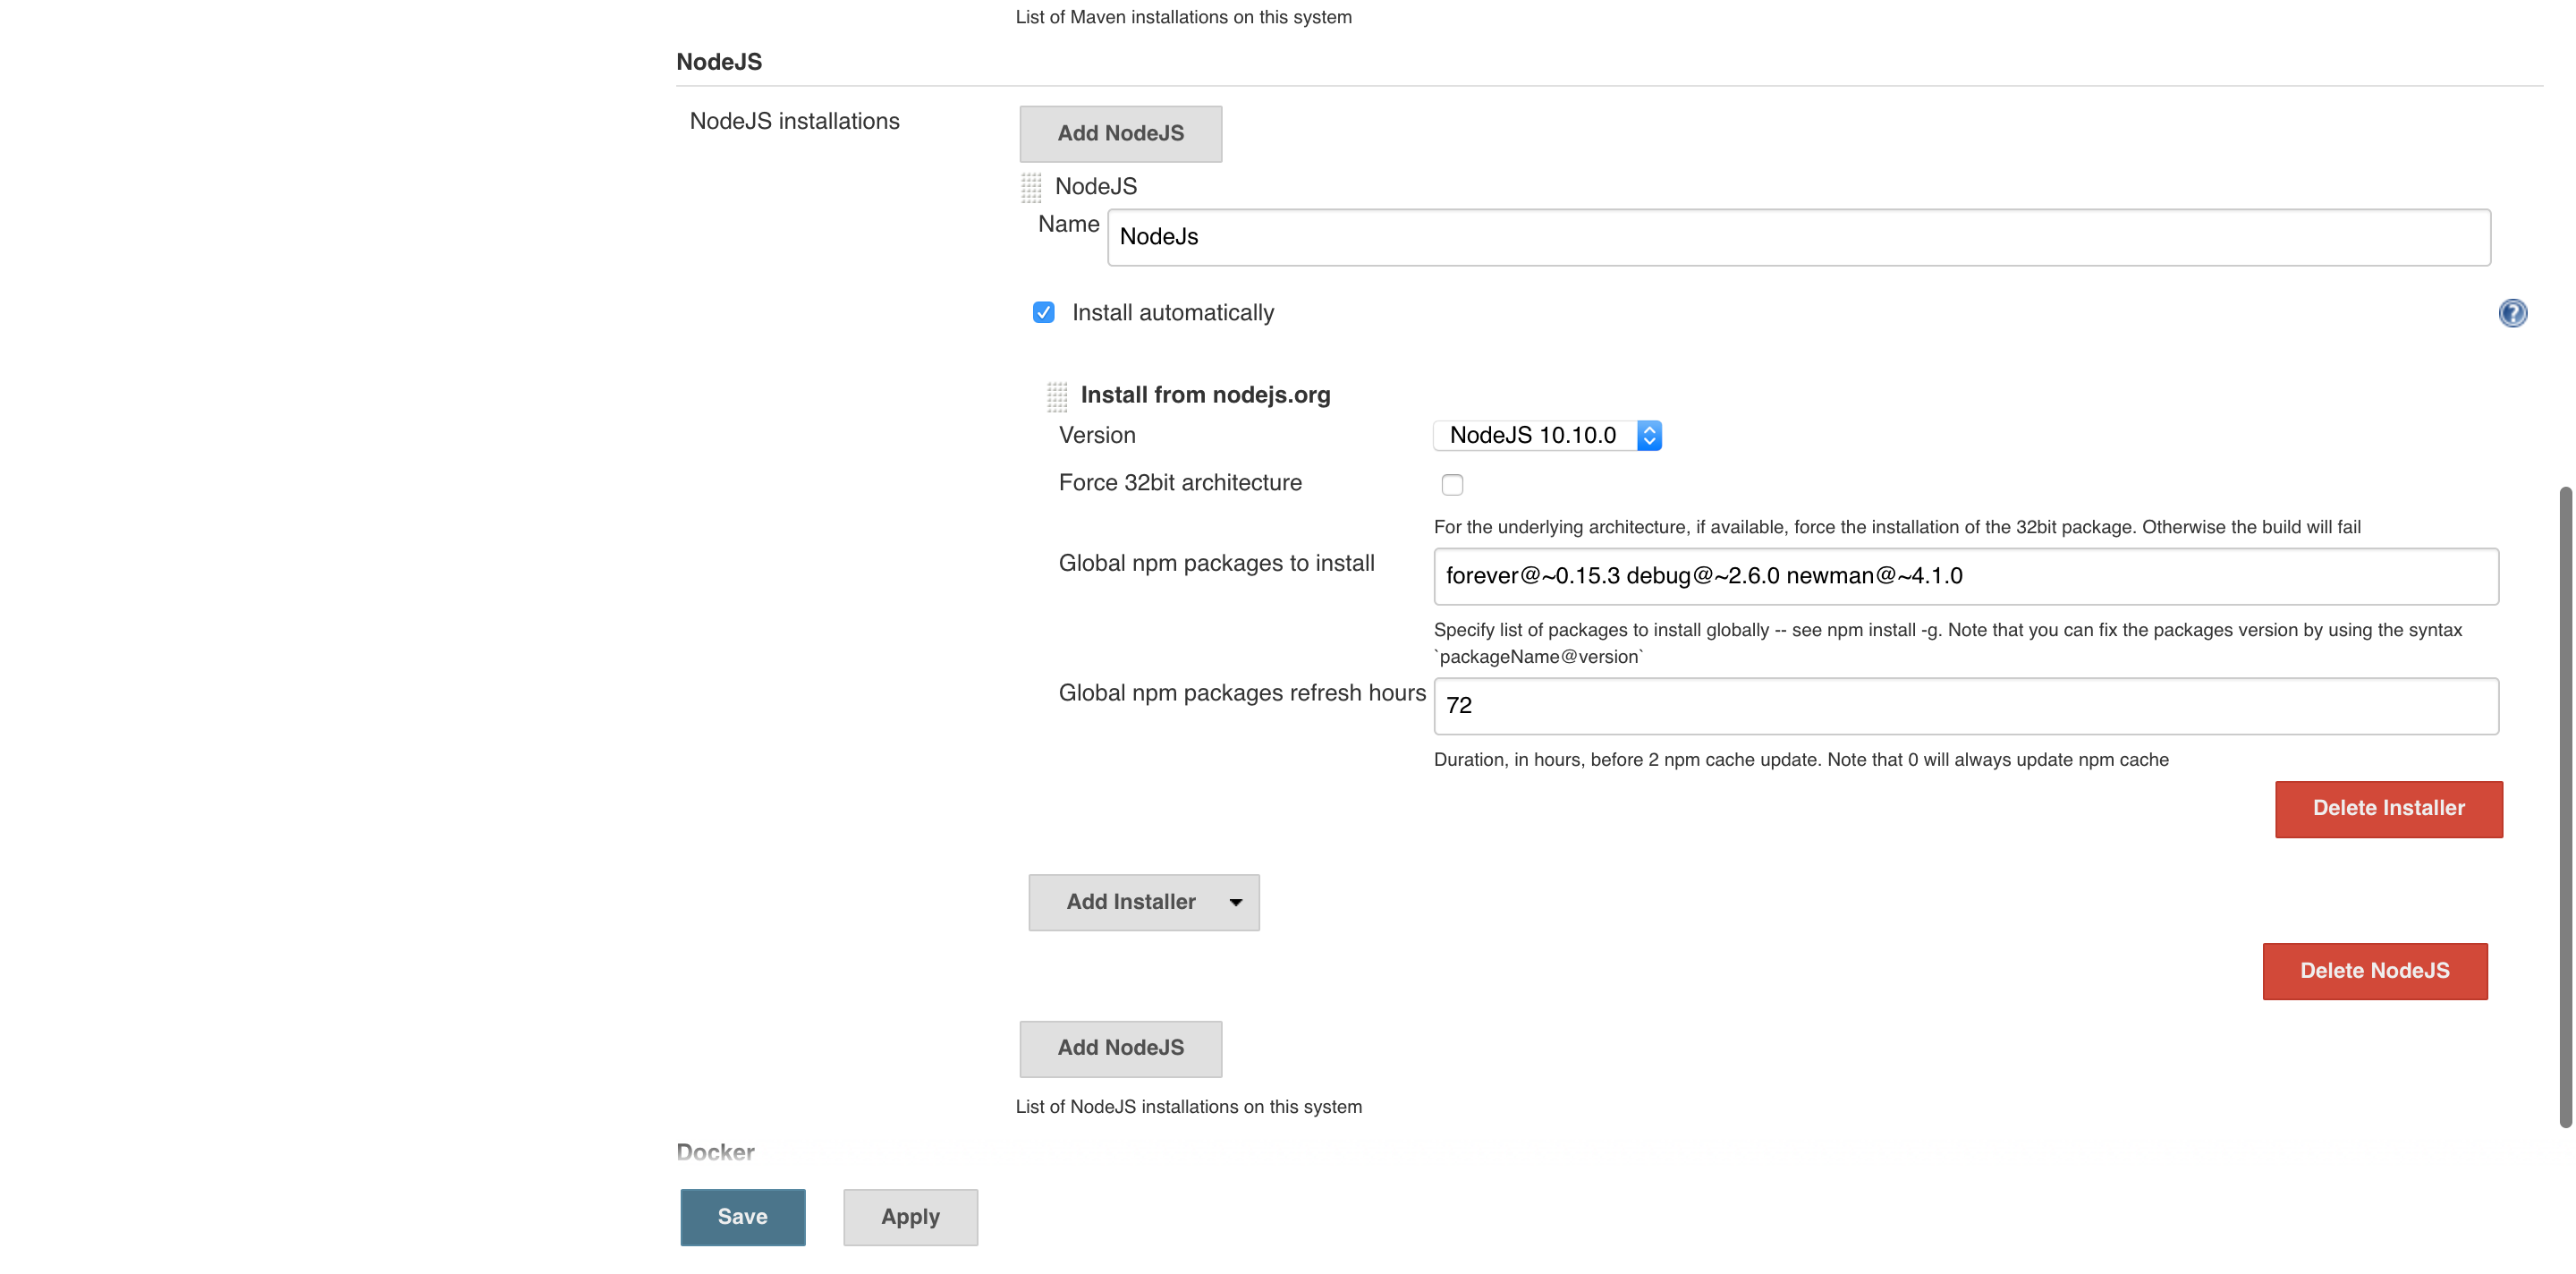 List of Maven installations on this system
NodeJS
NodeJS installations
Add NodeJS
NodeJS
Name
NodeJs
Install automatically
?
Install from nodejs.org
Version
NodeJS 10.10.0
Force 32bit architecture
For the underlying architecture, if available, force the installation of the 32bit package. Otherwise the build will fail
Global npm packages to install
forever@~0.15.3 debug@~2.6.0 newman@~4.1.0
Specify list of packages to install globally -- see npm install -g. Note that you can fix the packages version by using the syntax
`packageName@version`
Global npm packages refresh hours
72
Duration, in hours, before 2 npm cache update. Note that 0 will always update npm cache
Delete Installer
Add Installer
Delete NodeJS
Add NodeJS
List of NodeJS installations on this system
Docker
Save
Apply